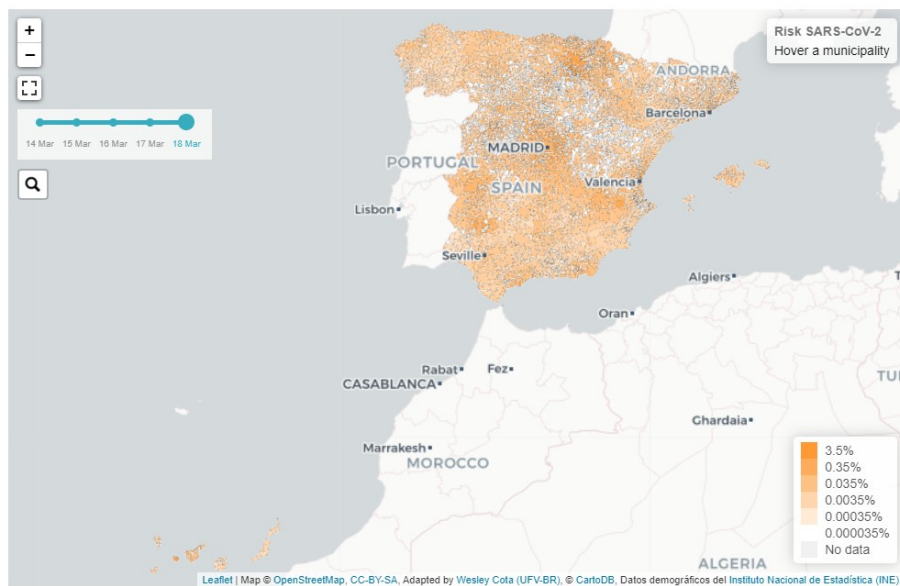 +
−
Risk SARS-CoV-2
Hover a municipality
14 Mar 15 Mar 16 Mar 17 Mar 18 Mar
ANDORRA
Barcelona
MADRID
PORTUGAL
SPAIN
Valencia
Lisbon
Seville
Algiers
T
Oran
Rabat
Fez
TU
CASABLANCA
Ghardaia
Marrakesh
MOROCCO
3.5%
0.35%
0.035%
0.0035%
0.00035%
0.000035%
No data
ALGERIA
Leaflet | Map © OpenStreetMap, CC-BY-SA, Adapted by Wesley Cota (UFV-BR), © CartoDB, Datos demográficos del Instituto Nacional de Estadística (INE)